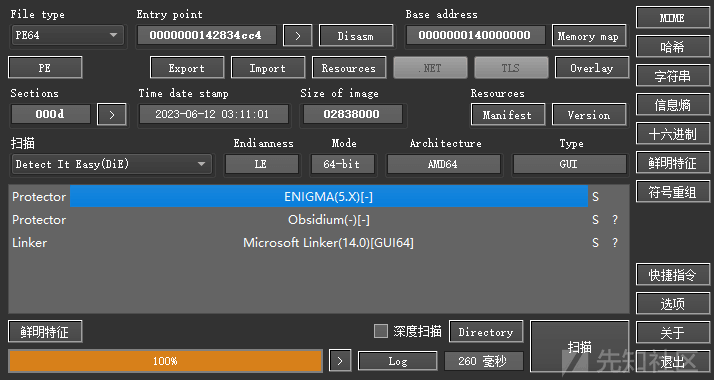 File type
Entry point
Base address
MIME
PE64
0000000142834cc4
>
Disasm
0000000140000000
Memory map
哈希
PE
Export
Import
Resources
.NET
TLS
Overlay
字符串
Sections
Time date stamp
Size of image
Resources
信息熵
000d
>
2023-06-12 03:11:01
02838000
Manifest
Version
十六进制
扫描
Endianness
Mode
Architecture
Type
鲜明特征
Detect It Easy(DiE)
LE
64-bit
AMD64
GUI
符号重组
Protector ENIGMA(5.X)[-] S
Protector Obsidium(-)[-] S ?
Linker Microsoft Linker(14.0)[GUI64] S ?
快捷指令
选项
鲜明特征
深度扫描
Directory
扫描
关于
100%
>
Log
260 毫秒
退出
先知社区